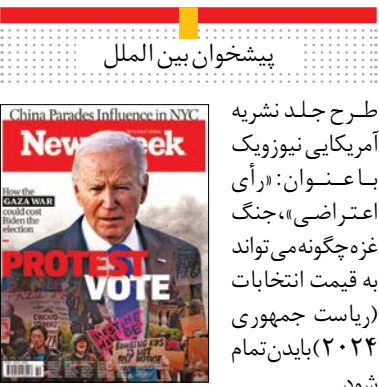 پیشخوان بین الملل
طرح جلد نشریه
آمریکایی نیوزویک
با عنوان: «رأی
اعتراضی»، جنگ
غزه چگونه می‌تواند
به قیمت انتخابات
(ریاست جمهوری
۲۰۲۴) بایدن تمام
شود.
China Parades Influence in NYC
INTERNATIONAL
Newsweek
How the
GAZA WAR
could cost
Biden the
election
PROTEST
VOTE